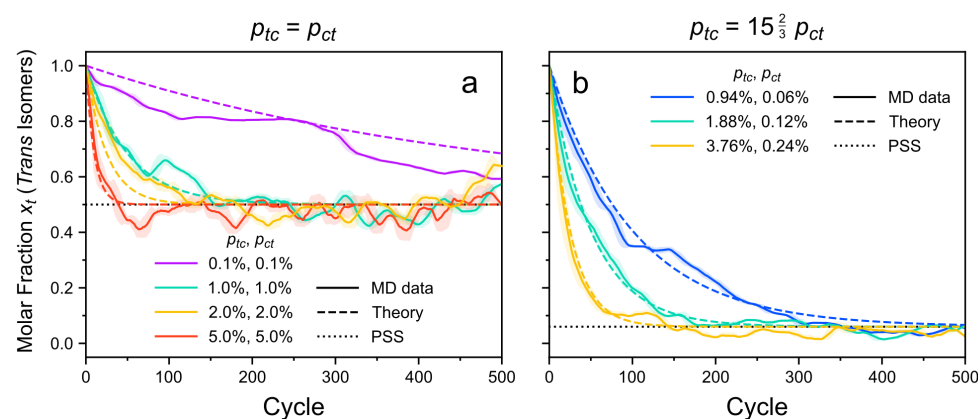 p_tc = p_ct
p_tc = 15 2/3 p_ct
Molar Fraction x_t (Trans Isomers)
1.0
0.8
0.6
0.4
0.2
0.0
a
p_tc, p_ct
0.1%, 0.1%
1.0%, 1.0%
2.0%, 2.0%
5.0%, 5.0%
MD data
Theory
PSS
0
100
200
300
400
500
Cycle
b
p_tc, p_ct
0.94%, 0.06%
1.88%, 0.12%
3.76%, 0.24%
MD data
Theory
PSS
0
100
200
300
400
500
Cycle